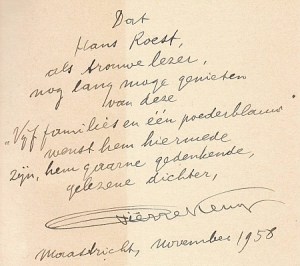 Dat
Hans Roest,
als trouwe lezer,
nog lang moge genieten
van deze
"Vijf families en één poederblauw"
wenst hem hiermede
zijn, hem gaarne gedenkende,
gelezene dichter,
Pierre Kemp
Maastricht, november 1958